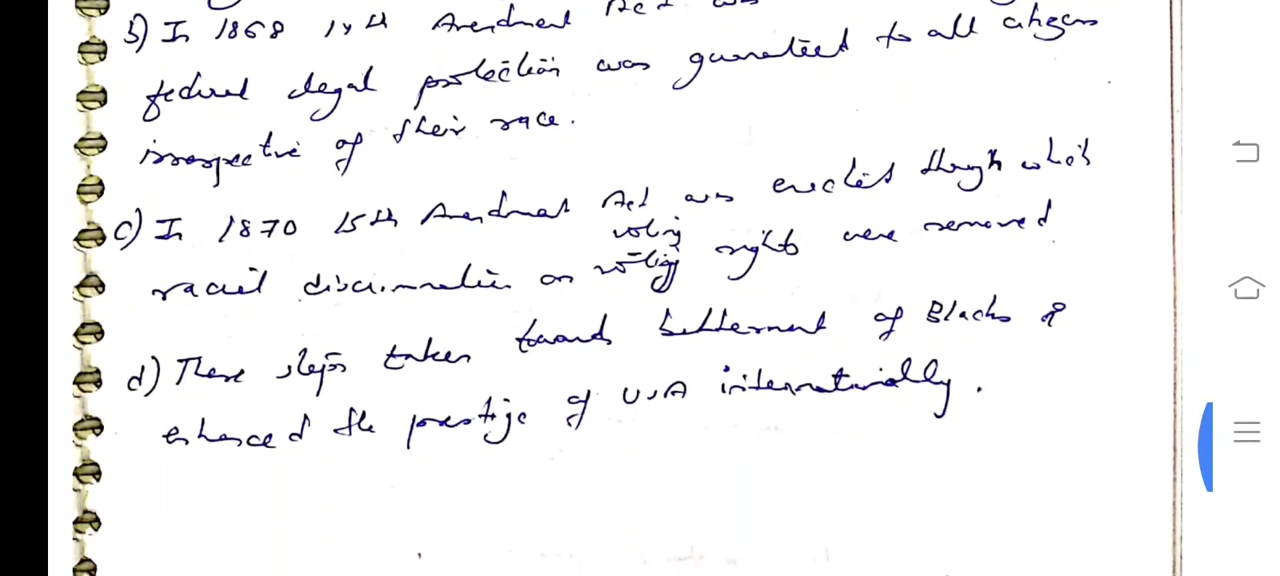 b) In 1868 14th Amendment Act was
federal legal protection was guaranteed to all citizens
irrespective of their race.
c) In 1870 15th Amendment Act was enacted through which
voting
racial discrimination on voting rights were removed
d) These steps taken towards betterment of Blacks &
enhanced the prestige of USA internationally.